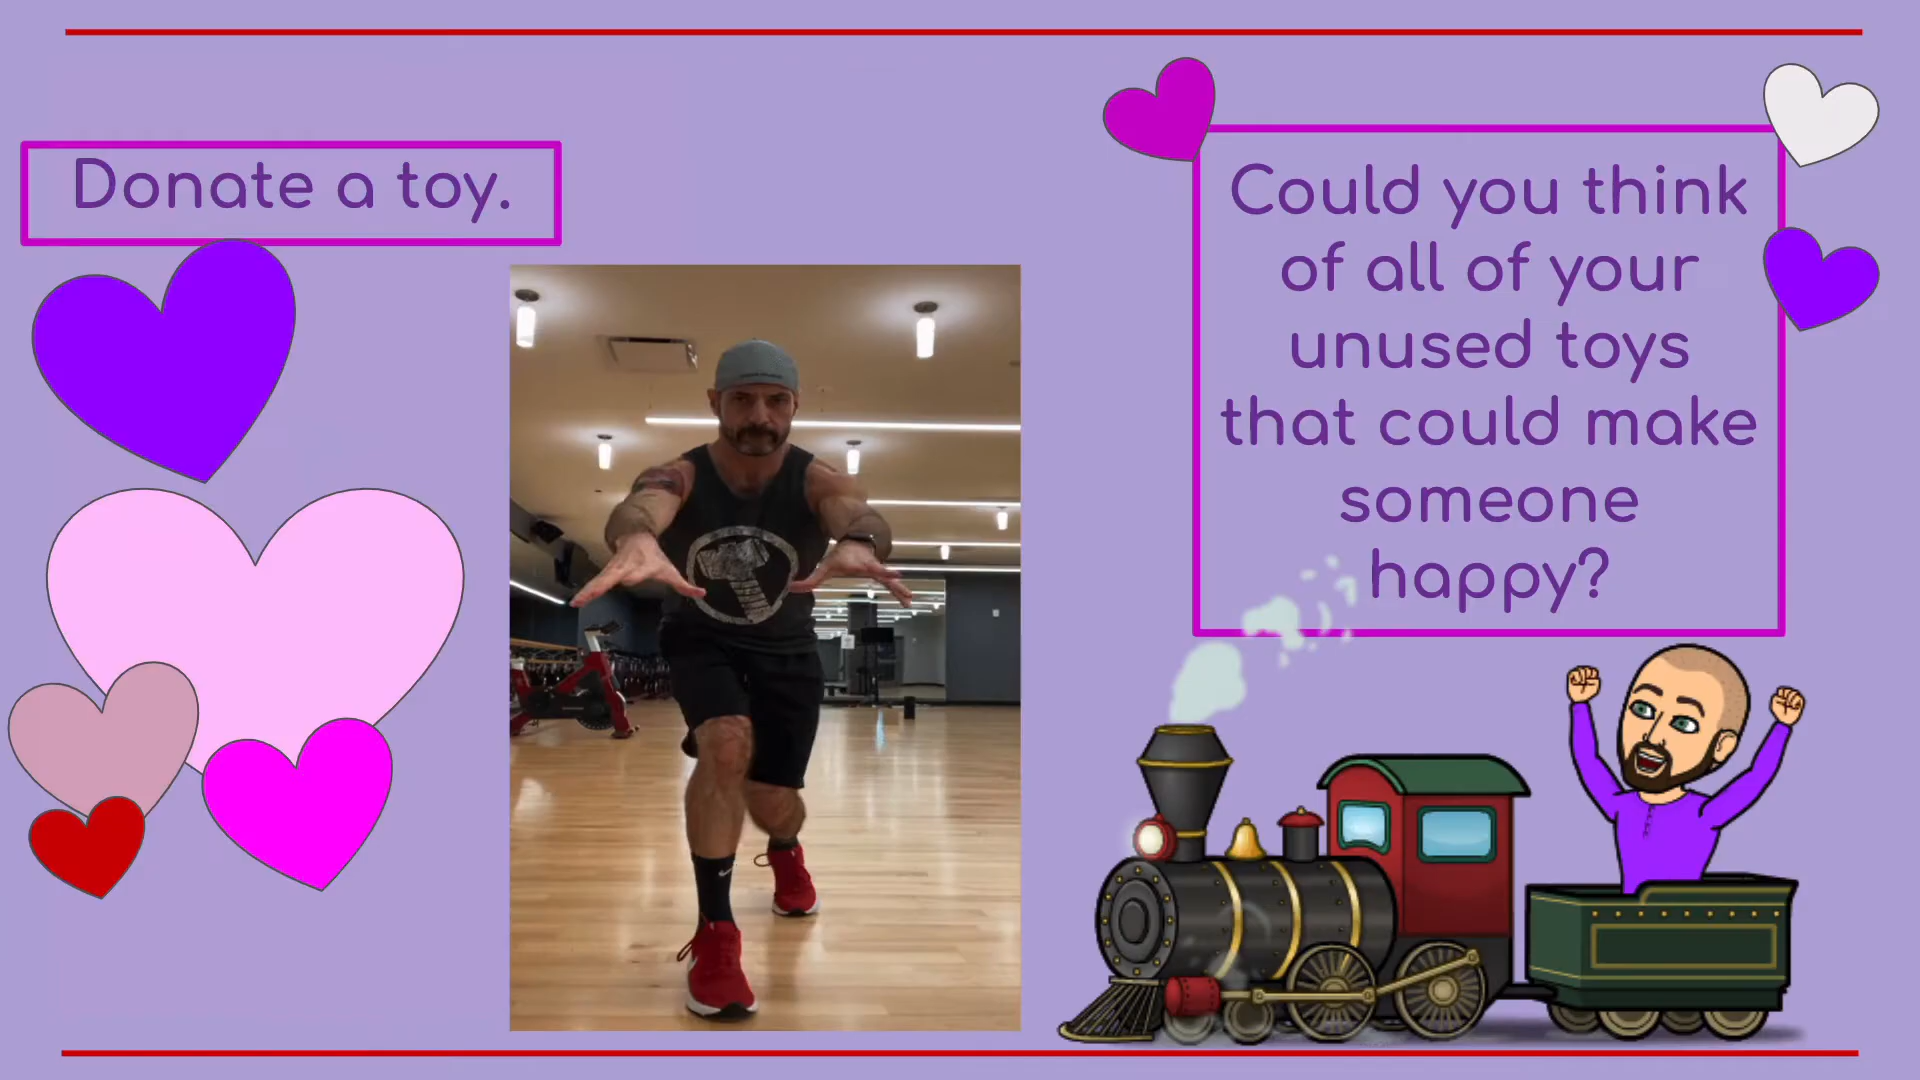 Donate a toy.
Could you think
of all of your
unused toys
that could make
someone
happy?